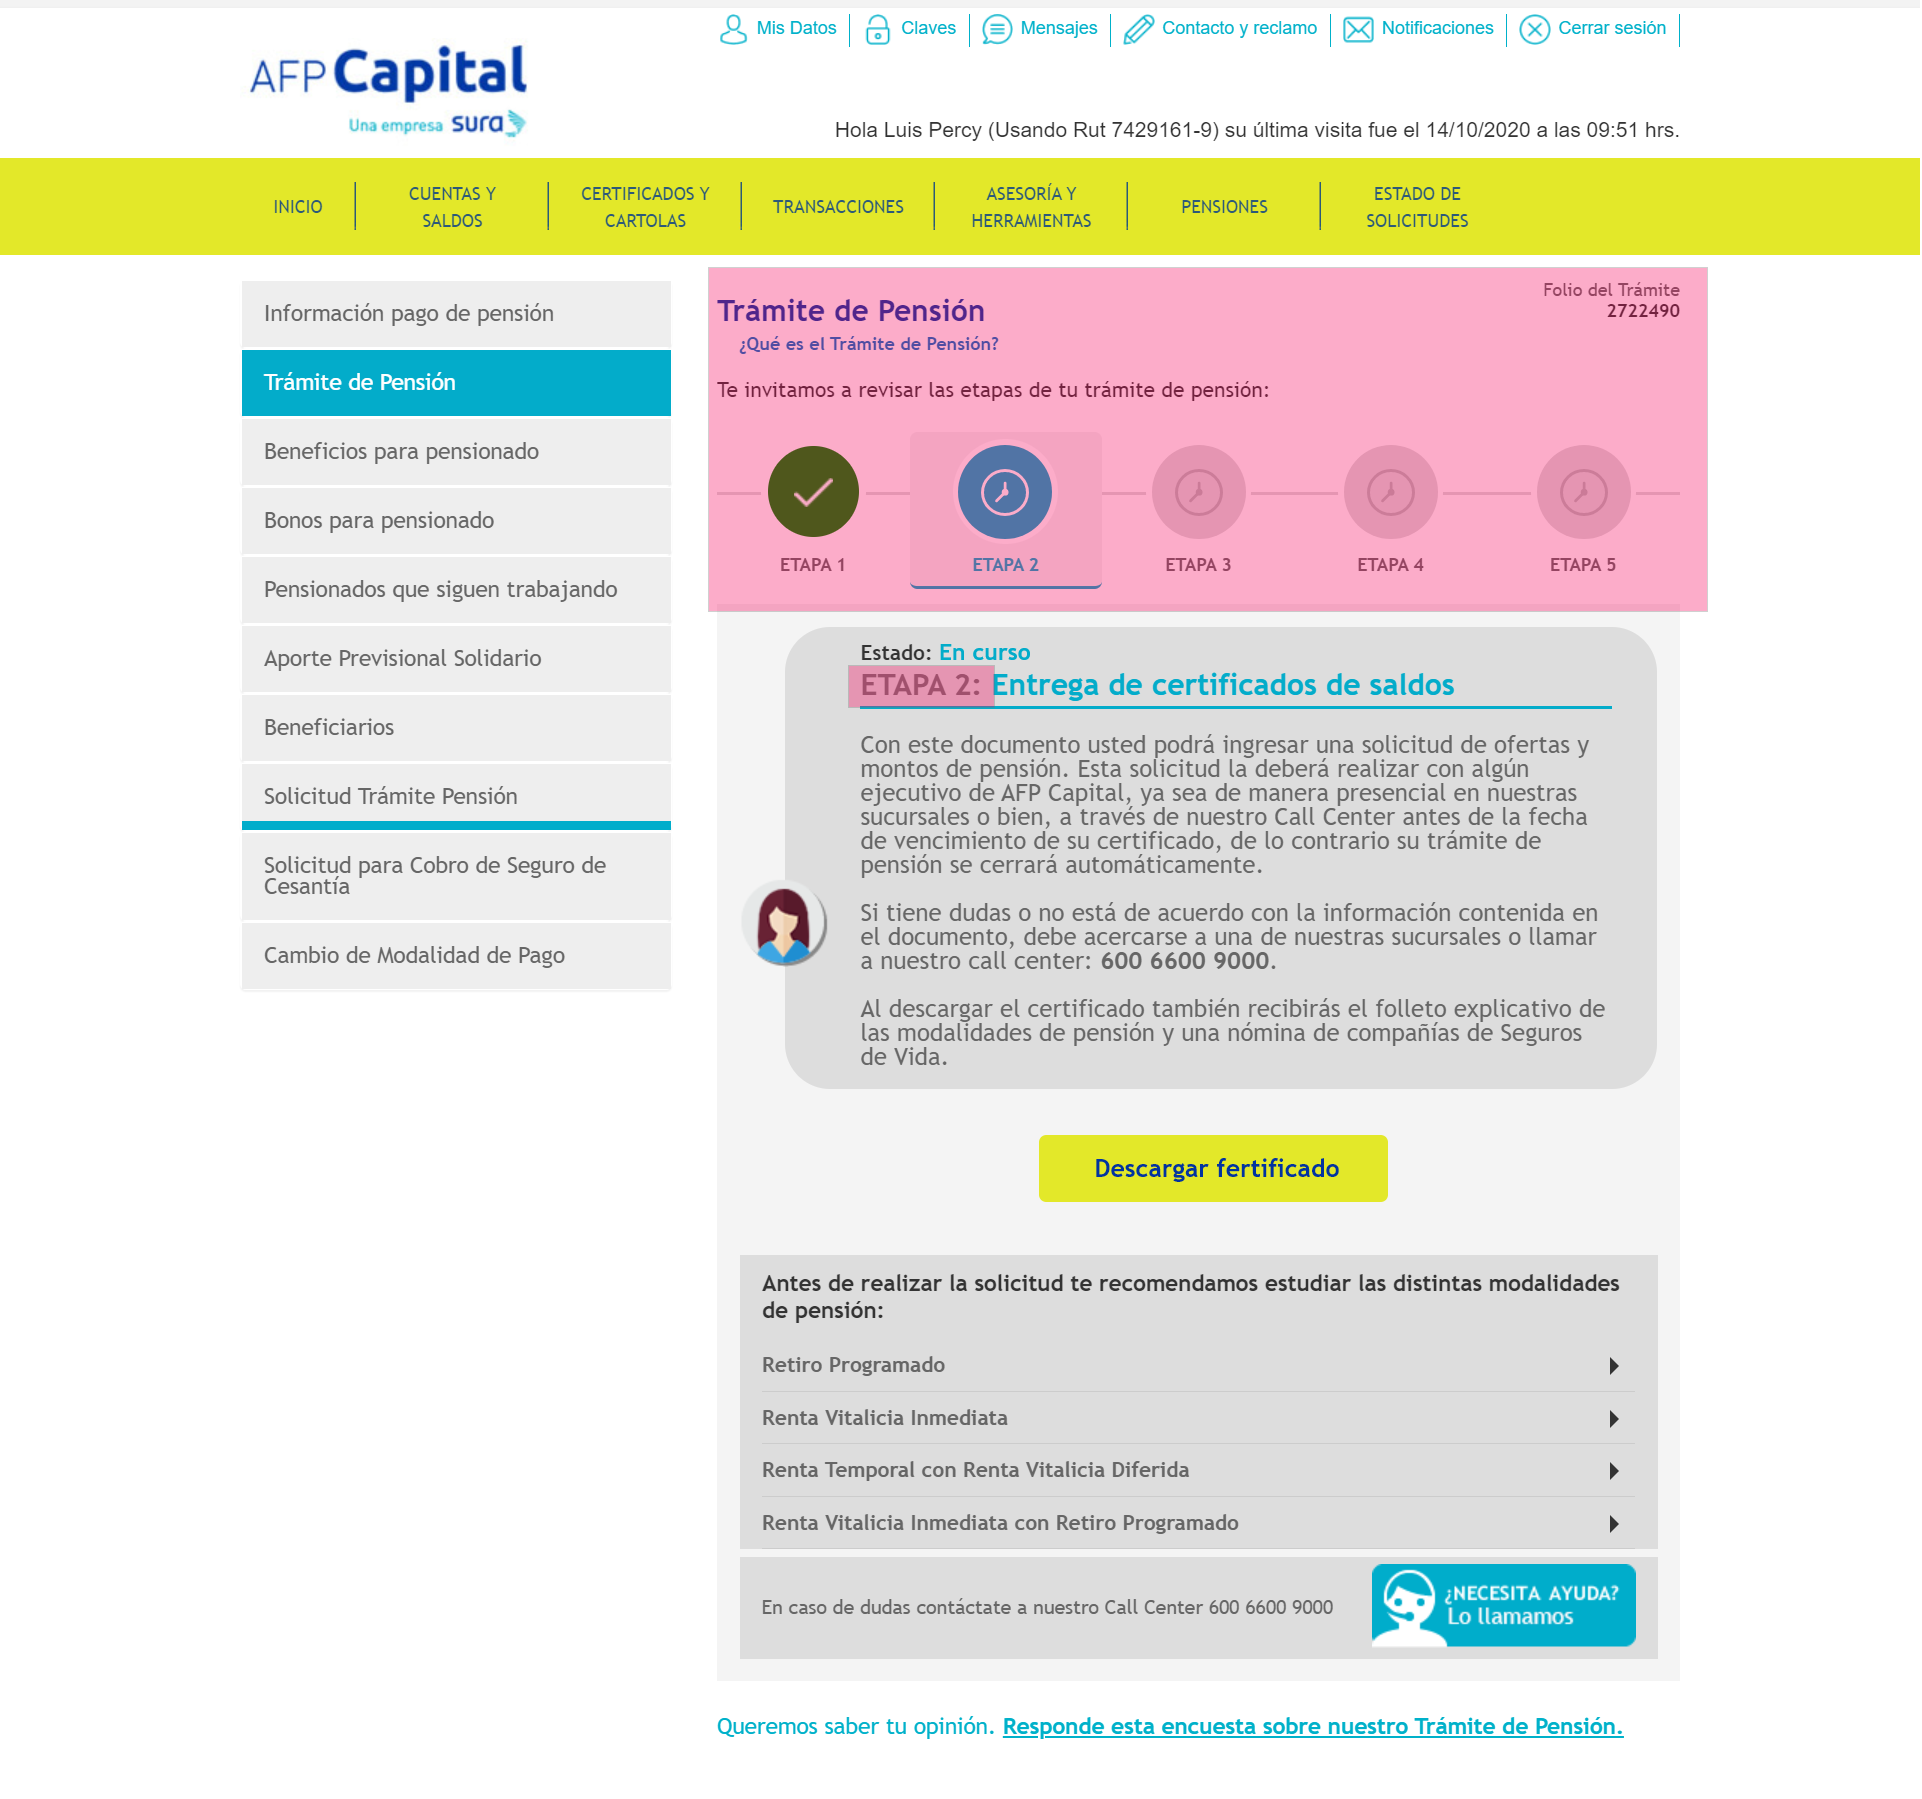 Mis Datos
Claves
Mensajes
Contacto y reclamo
Notificaciones
Cerrar sesión
AFP Capital
Una empresa sura
Hola Luis Percy (Usando Rut 7429161-9) su última visita fue el 14/10/2020 a las 09:51 hrs.
INICIO
CUENTAS Y
SALDOS
CERTIFICADOS Y
CARTOLAS
TRANSACCIONES
ASESORÍA Y
HERRAMIENTAS
PENSIONES
ESTADO DE
SOLICITUDES
Información pago de pensión
Trámite de Pensión
Beneficios para pensionado
Bonos para pensionado
Pensionados que siguen trabajando
Aporte Previsional Solidario
Beneficiarios
Solicitud Trámite Pensión
Solicitud para Cobro de Seguro de
Cesantía
Cambio de Modalidad de Pago
Folio del Trámite
2722490
Trámite de Pensión
¿Qué es el Trámite de Pensión?
Te invitamos a revisar las etapas de tu trámite de pensión:
ETAPA 1
ETAPA 2
ETAPA 3
ETAPA 4
ETAPA 5
Estado: En curso
ETAPA 2: Entrega de certificados de saldos
Con este documento usted podrá ingresar una solicitud de ofertas y
montos de pensión. Esta solicitud la deberá realizar con algún
ejecutivo de AFP Capital, ya sea de manera presencial en nuestras
sucursales o bien, a través de nuestro Call Center antes de la fecha
de vencimiento de su certificado, de lo contrario su trámite de
pensión se cerrará automáticamente.
Si tiene dudas o no está de acuerdo con la información contenida en
el documento, debe acercarse a una de nuestras sucursales o llamar
a nuestro call center: 600 6600 9000.
Al descargar el certificado también recibirás el folleto explicativo de
las modalidades de pensión y una nómina de compañías de Seguros
de Vida.
Descargar fertificado
Antes de realizar la solicitud te recomendamos estudiar las distintas modalidades
de pensión:
Retiro Programado
Renta Vitalicia Inmediata
Renta Temporal con Renta Vitalicia Diferida
Renta Vitalicia Inmediata con Retiro Programado
En caso de dudas contáctate a nuestro Call Center 600 6600 9000
¿NECESITA AYUDA?
Lo llamamos
Queremos saber tu opinión. Responde esta encuesta sobre nuestro Trámite de Pensión.